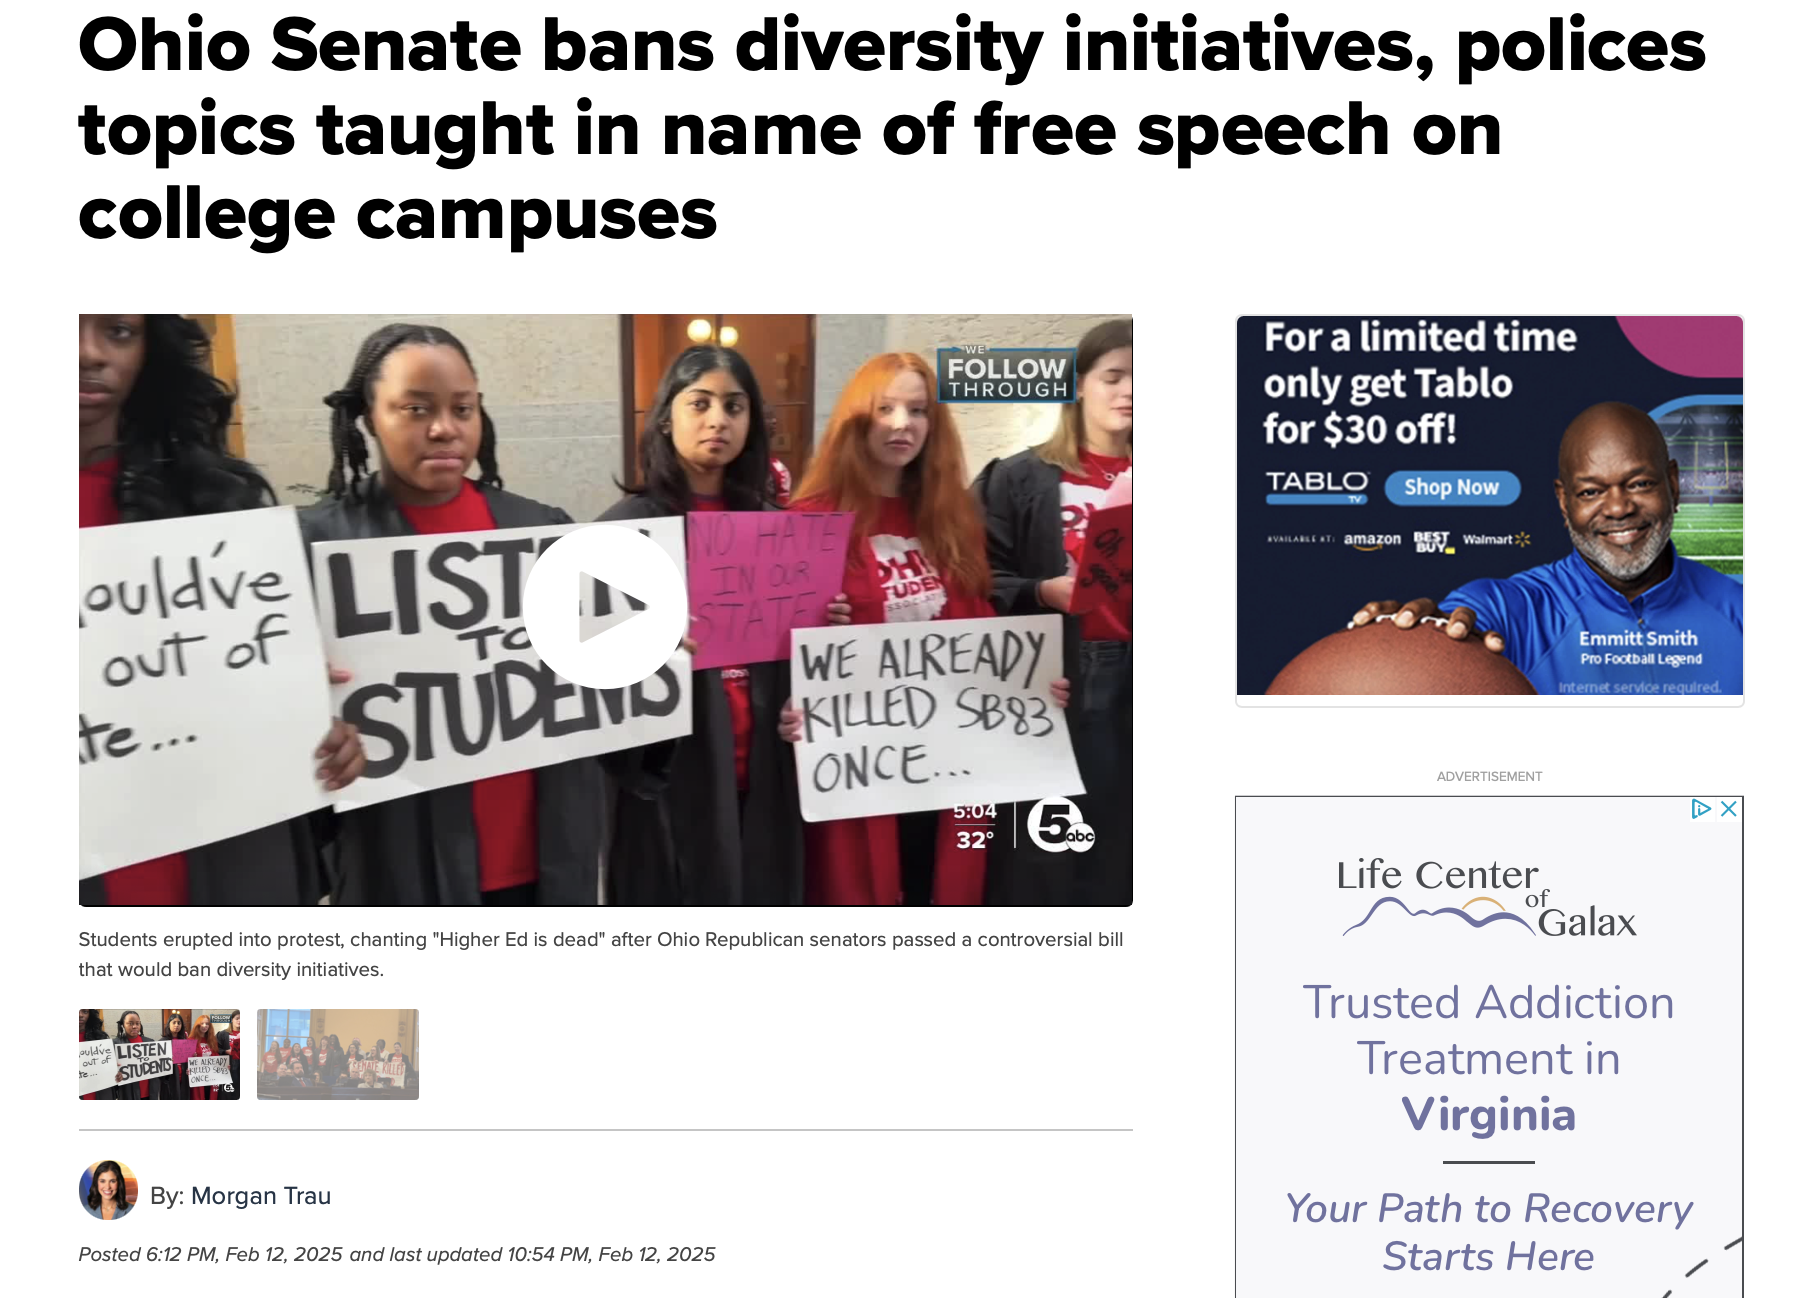 Ohio Senate bans diversity initiatives, polices
topics taught in name of free speech on
college campuses
WE
FOLLOW
THROUGH
ould've
out of
te...
LISTEN
TO
STUDENTS
NO HATE
IN OUR
STATE
WE ALREADY
KILLED SB83
ONCE...
5:04
32°
5
abc
Students erupted into protest, chanting "Higher Ed is dead" after Ohio Republican senators passed a controversial bill
that would ban diversity initiatives.
By: Morgan Trau
Posted 6:12 PM, Feb 12, 2025 and last updated 10:54 PM, Feb 12, 2025
For a limited time
only get Tablo
for $30 off!
TABLO
TV
Shop Now
AVAILABLE AT: amazon BEST BUY Walmart
Emmitt Smith
Pro Football Legend
Internet service required.
ADVERTISEMENT
Life Center
of
Galax
Trusted Addiction
Treatment in
Virginia
Your Path to Recovery
Starts Here